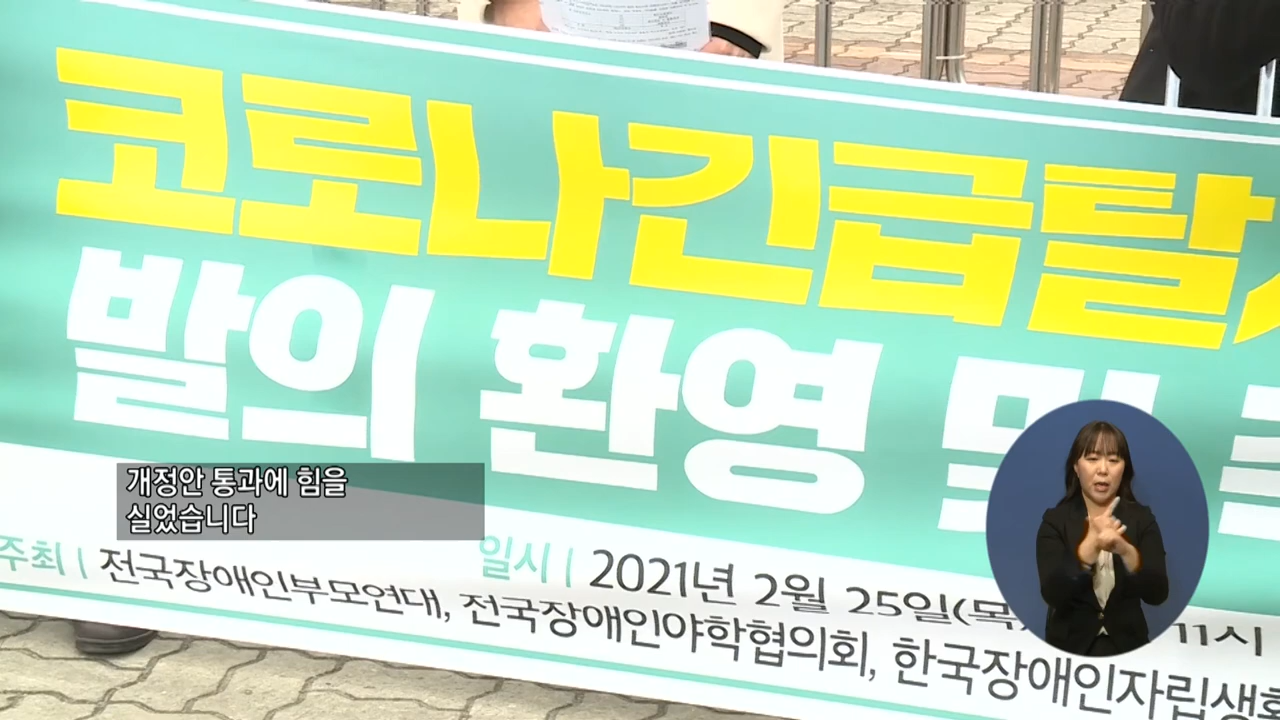 코로나긴급탈
발의 환영 및
개정안 통과에 힘을
실었습니다
일시 | 2021년 2월 25일(목) 11시
주최 | 전국장애인부모연대, 전국장애인야학협의회, 한국장애인자립생활